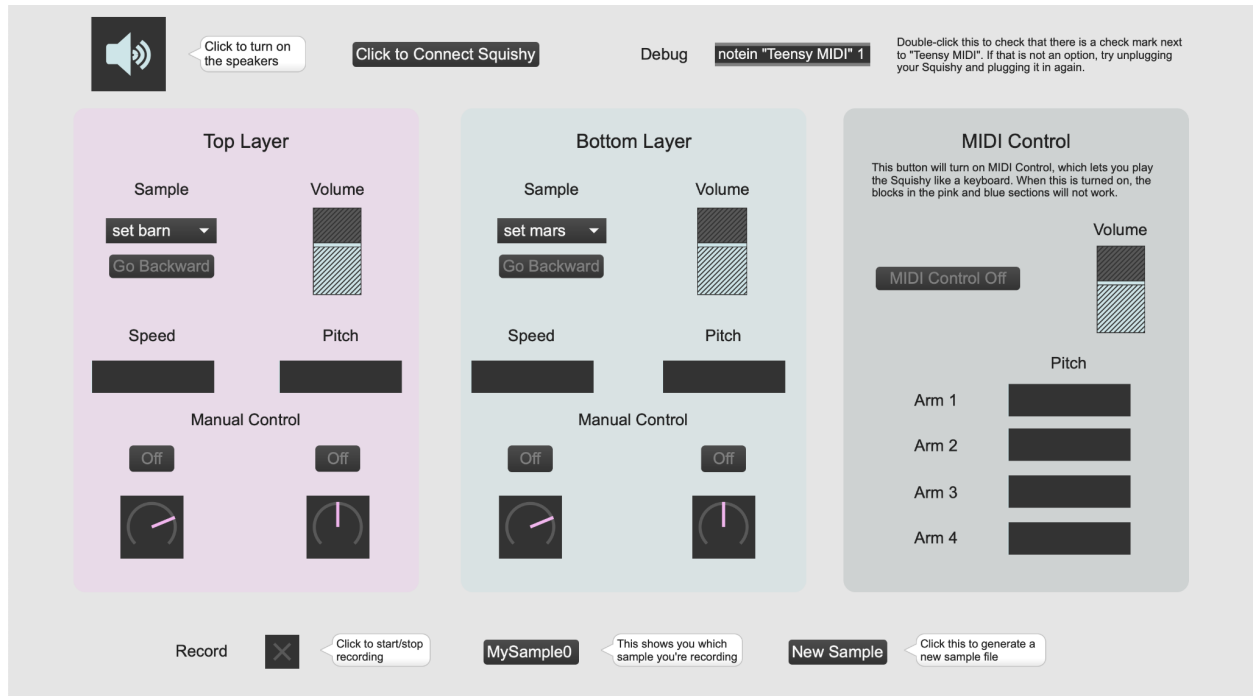 Click to turn on
the speakers
Click to Connect Squishy
Debug
notein "Teensy MIDI" 1
Double-click this to check that there is a check mark next
to "Teensy MIDI". If that is not an option, try unplugging
your Squishy and plugging it in again.
Top Layer
Sample
Volume
set barn
Go Backward
Speed
Pitch
Manual Control
Off
Off
Bottom Layer
Sample
Volume
set mars
Go Backward
Speed
Pitch
Manual Control
Off
Off
MIDI Control
This button will turn on MIDI Control, which lets you play
the Squishy like a keyboard. When this is turned on, the
blocks in the pink and blue sections will not work.
Volume
MIDI Control Off
Pitch
Arm 1
Arm 2
Arm 3
Arm 4
Record
Click to start/stop
recording
MySample0
This shows you which
sample you're recording
New Sample
Click this to generate a
new sample file